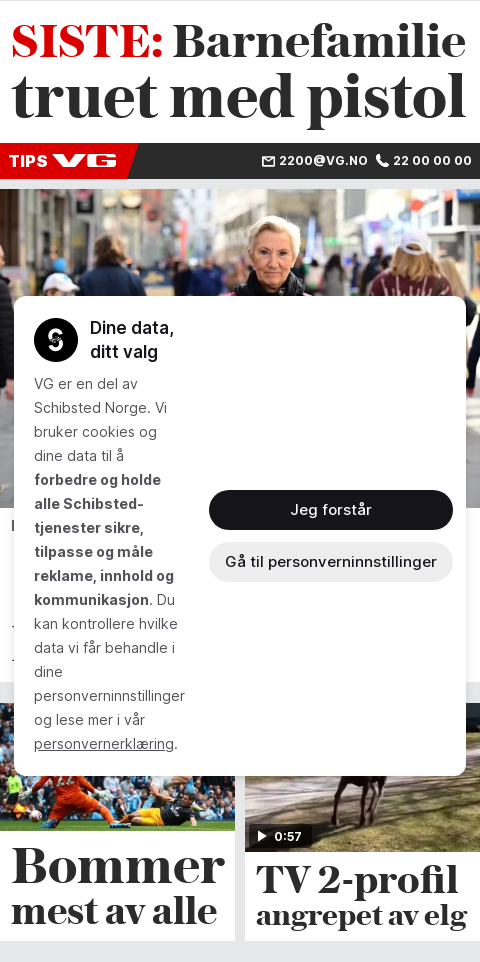 SISTE: Barnefamilie
truet med pistol
TIPS VG
2200@VG.NO 22 00 00 00
Dine data,
ditt valg
VG er en del av
Schibsted Norge. Vi
bruker cookies og
dine data til å
forbedre og holde
alle Schibsted-
tjenester sikre,
tilpasse og måle
reklame, innhold og
kommunikasjon. Du
kan kontrollere hvilke
data vi får behandle i
dine
personverninnstillinger
og lese mer i vår
personvernerklæring.
Jeg forstår
Gå til personverninnstillinger
0:57
Bommer
mest av alle
TV 2-profil
angrepet av elg